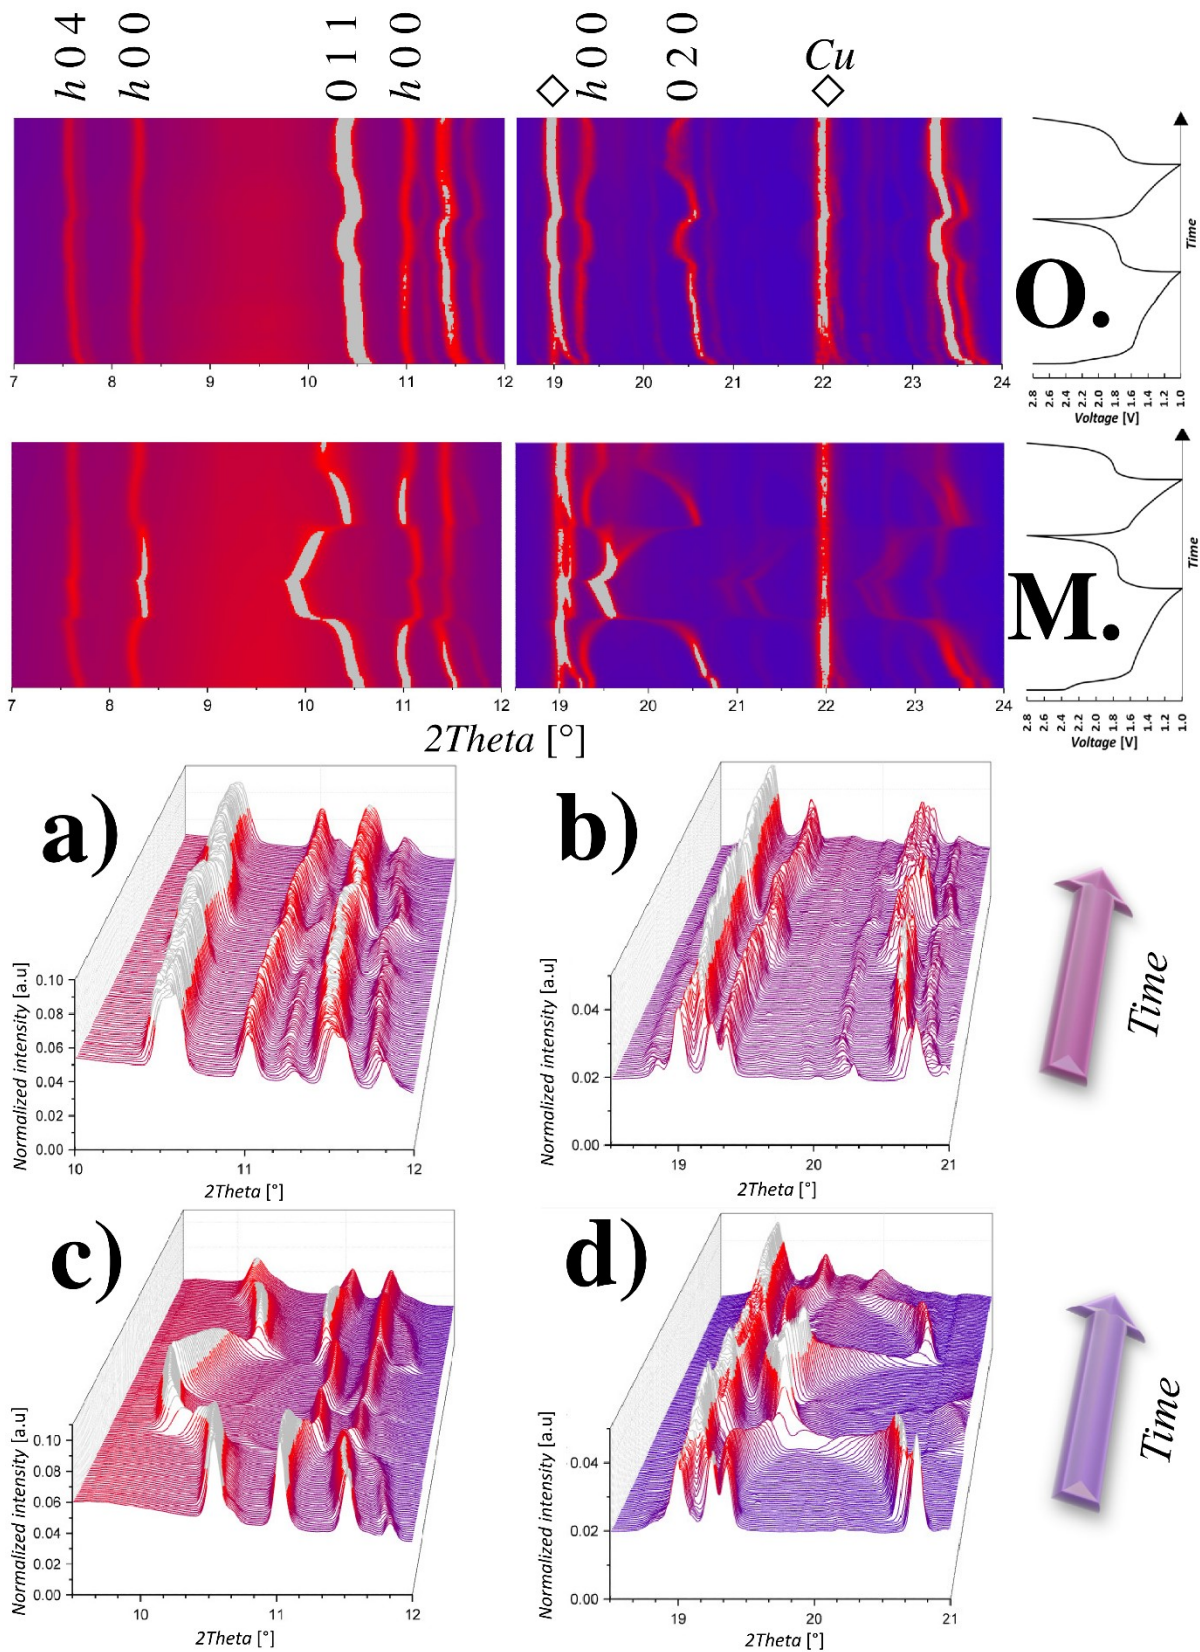 h 0 4
h 0 0
0 1 1
h 0 0
◇
h 0 0
0 2 0
◇ Cu
7 8 9 10 11 12
19 20 21 22 23 24
O.
Time
2.8 2.6 2.4 2.2 2.0 1.8 1.6 1.4 1.2 1.0
Voltage [V]
7 8 9 10 11 12
19 20 21 22 23 24
M.
Time
2.8 2.6 2.4 2.2 2.0 1.8 1.6 1.4 1.2 1.0
Voltage [V]
2Theta [°]
a)
Normalized intensity [a.u]
0.10
0.08
0.06
0.04
0.02
0.00
10 11 12
2Theta [°]
b)
Normalized intensity [a.u]
0.04
0.02
0.00
19 20 21
2Theta [°]
Time
c)
Normalized intensity [a.u]
0.10
0.08
0.06
0.04
0.02
0.00
10 11 12
2Theta [°]
d)
Normalized intensity [a.u]
0.04
0.02
0.00
19 20 21
2Theta [°]
Time